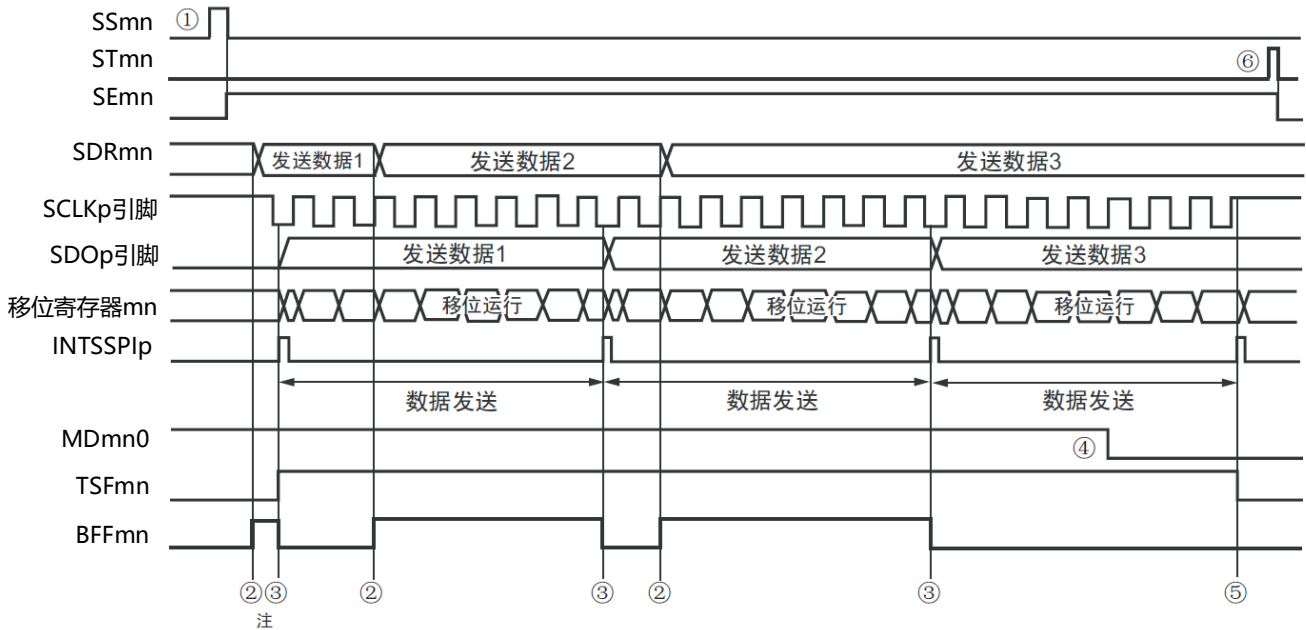 SSmn ①
STmn ⑥
SEmn
SDRmn 发送数据1 发送数据2 发送数据3
SCLKp引脚
SDOp引脚 发送数据1 发送数据2 发送数据3
移位寄存器mn 移位运行 移位运行 移位运行
INTSSPIp
数据发送 数据发送 数据发送
MDmn0 ④
TSFmn
BFFmn
② ③ ② ③ ② ③ ⑤
注